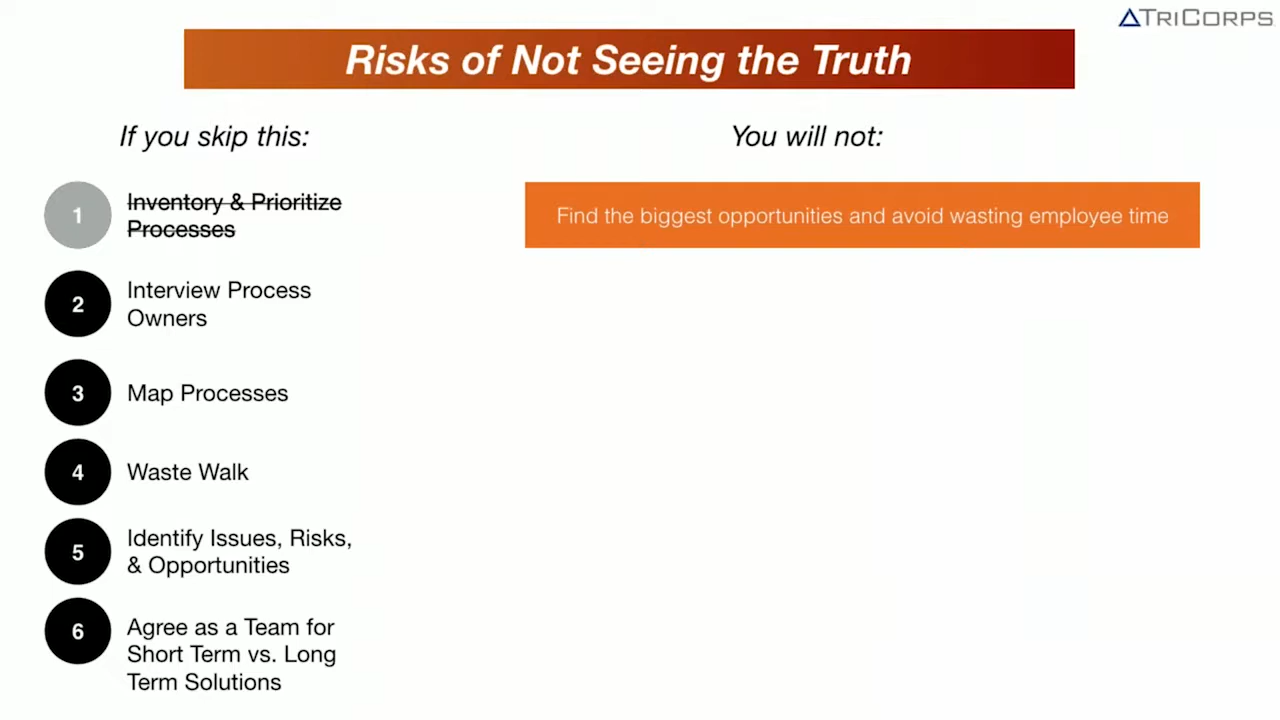 TRICORPS
Risks of Not Seeing the Truth
If you skip this:
You will not:
1
Inventory & Prioritize
Processes
Find the biggest opportunities and avoid wasting employee time
2
Interview Process
Owners
3
Map Processes
4
Waste Walk
5
Identify Issues, Risks,
& Opportunities
6
Agree as a Team for
Short Term vs. Long
Term Solutions